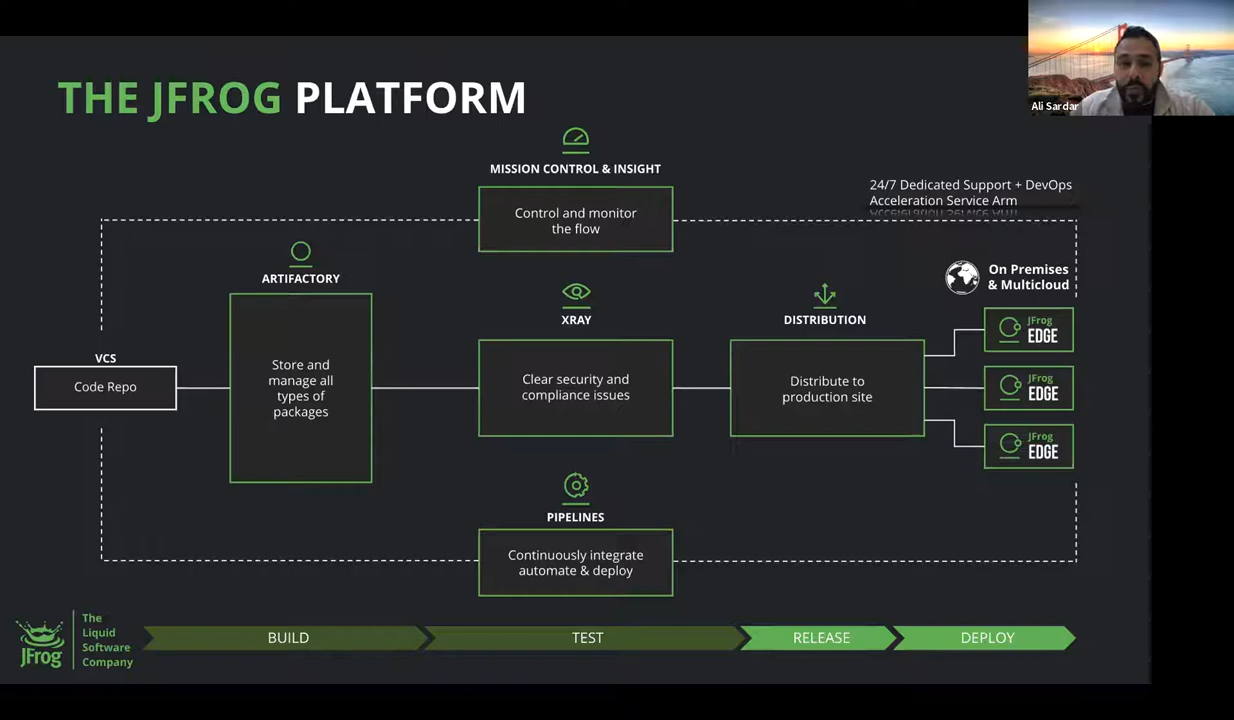 THE JFROG PLATFORM
Ali Sardar
MISSION CONTROL & INSIGHT
Control and monitor
the flow
24/7 Dedicated Support + DevOps
Acceleration Service Arm
ARTIFACTORY
Store and
manage all
types of
packages
XRAY
Clear security and
compliance issues
DISTRIBUTION
Distribute to
production site
On Premises
& Multicloud
JFrog
EDGE
JFrog
EDGE
JFrog
EDGE
VCS
Code Repo
PIPELINES
Continuously integrate
automate & deploy
JFrog
The
Liquid
Software
Company
BUILD
TEST
RELEASE
DEPLOY